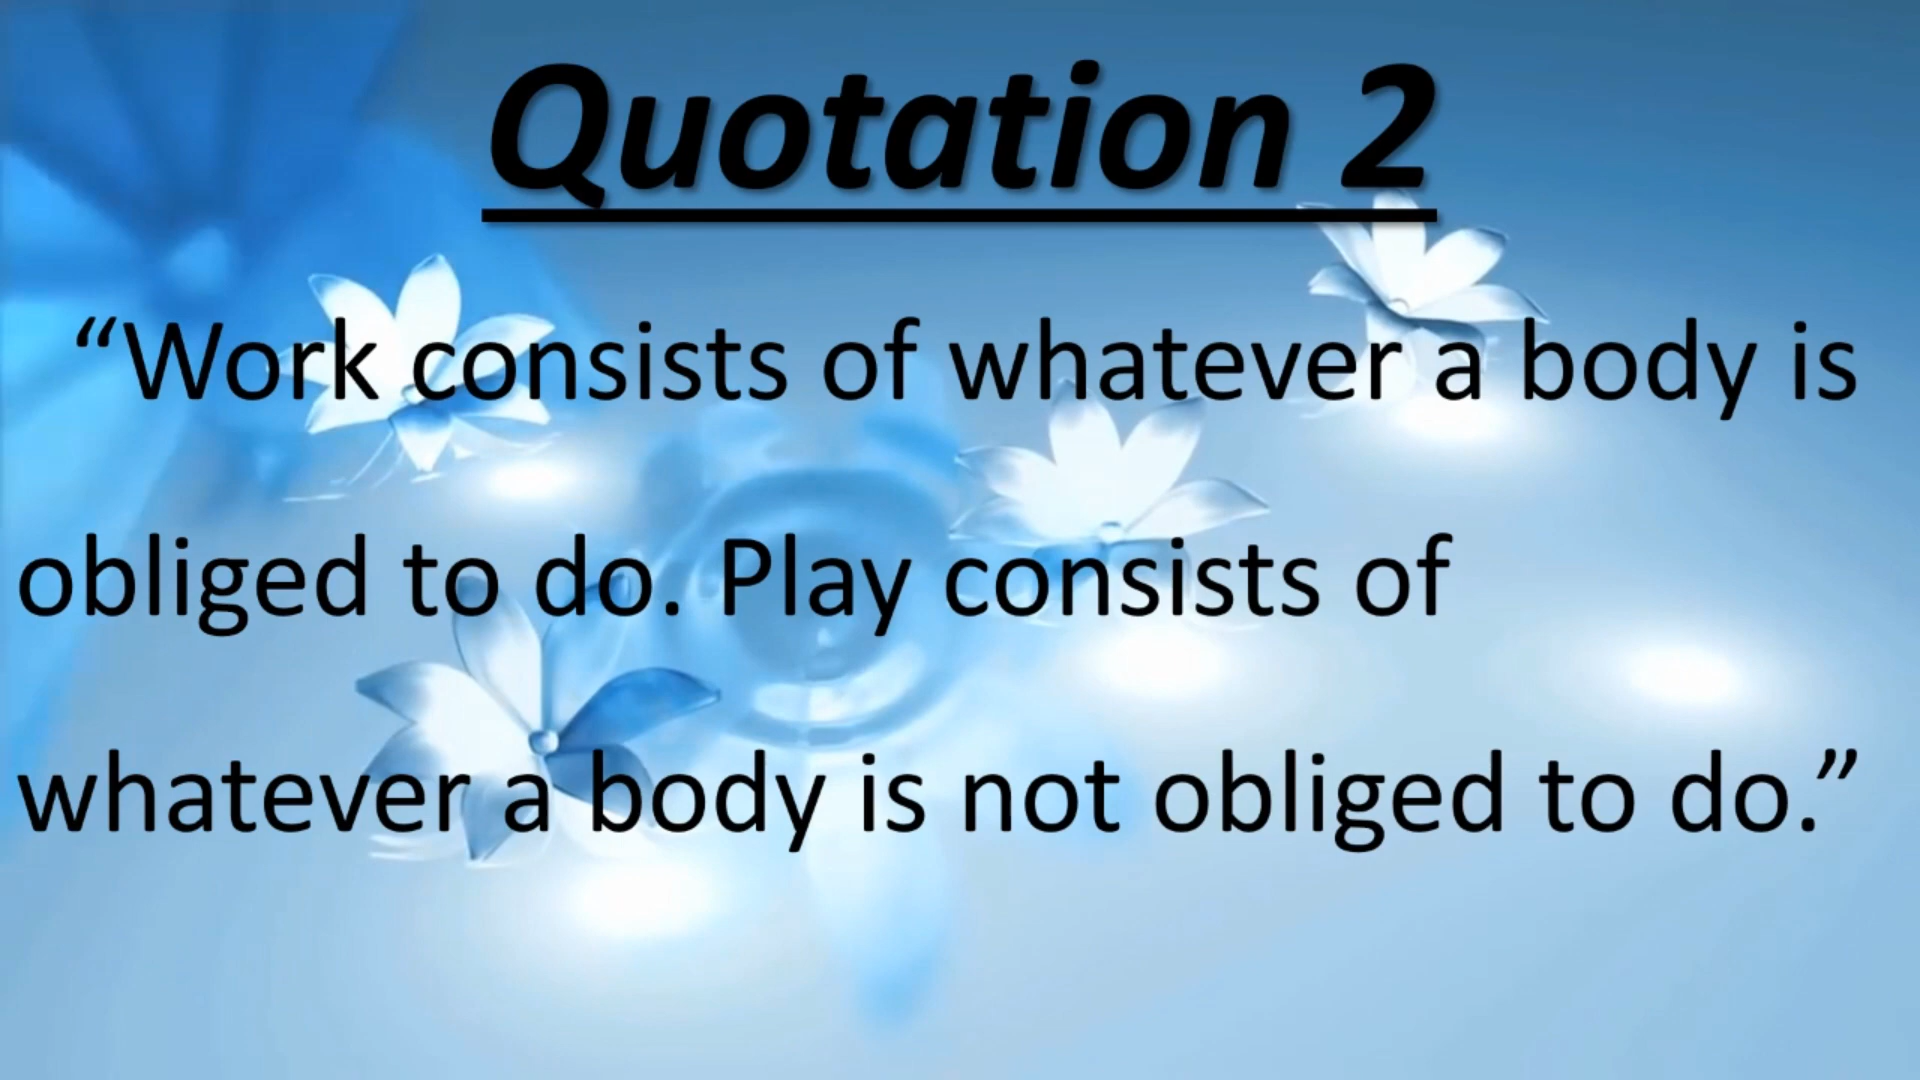 Quotation 2
“Work consists of whatever a body is
obliged to do. Play consists of
whatever a body is not obliged to do.”